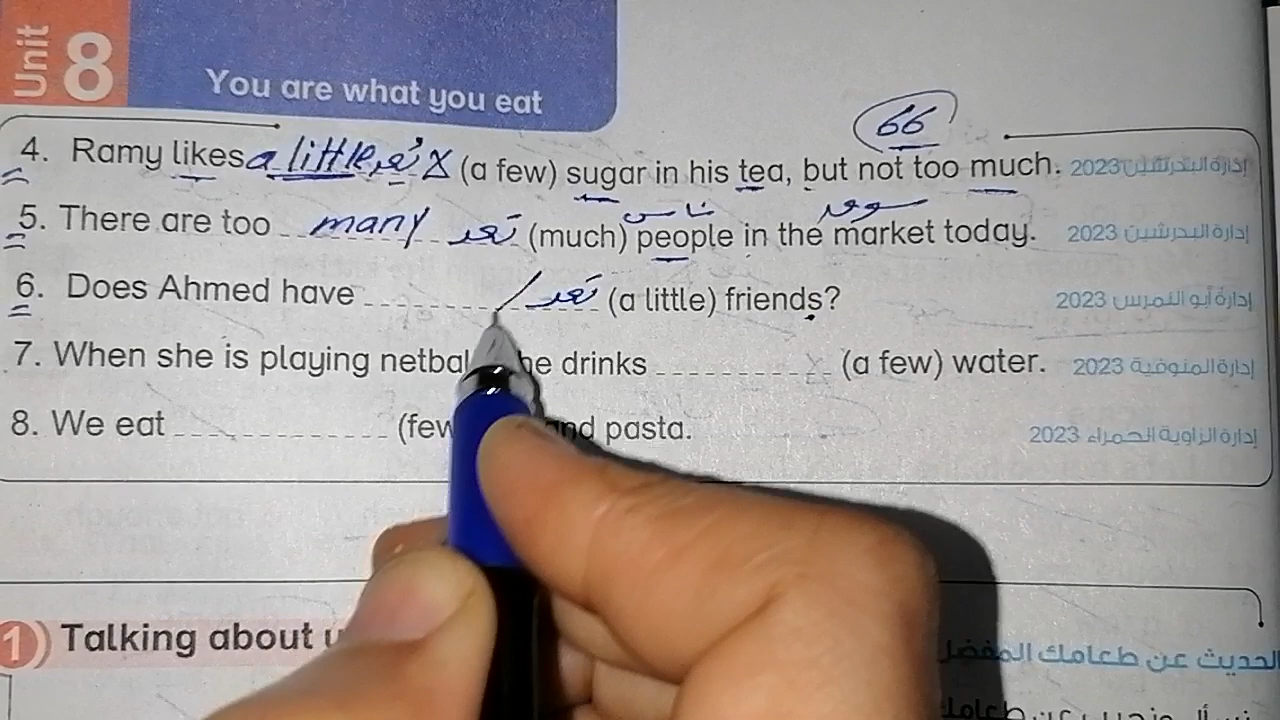 Unit 8
You are what you eat
66
4. Ramy likes a little (a few) sugar in his tea, but not too much. إدارة البدرشين 2023
ناس سوق
5. There are too many تعد (much) people in the market today. إدارة البدرشين 2023
6. Does Ahmed have / تعد (a little) friends? إدارة أبو النمرس 2023
7. When she is playing netbal he drinks (a few) water. إدارة المنوفية 2023
8. We eat (few and pasta. إدارة الزاوية الحمراء 2023
1 Talking about
الحديث عن طعامك المفضل